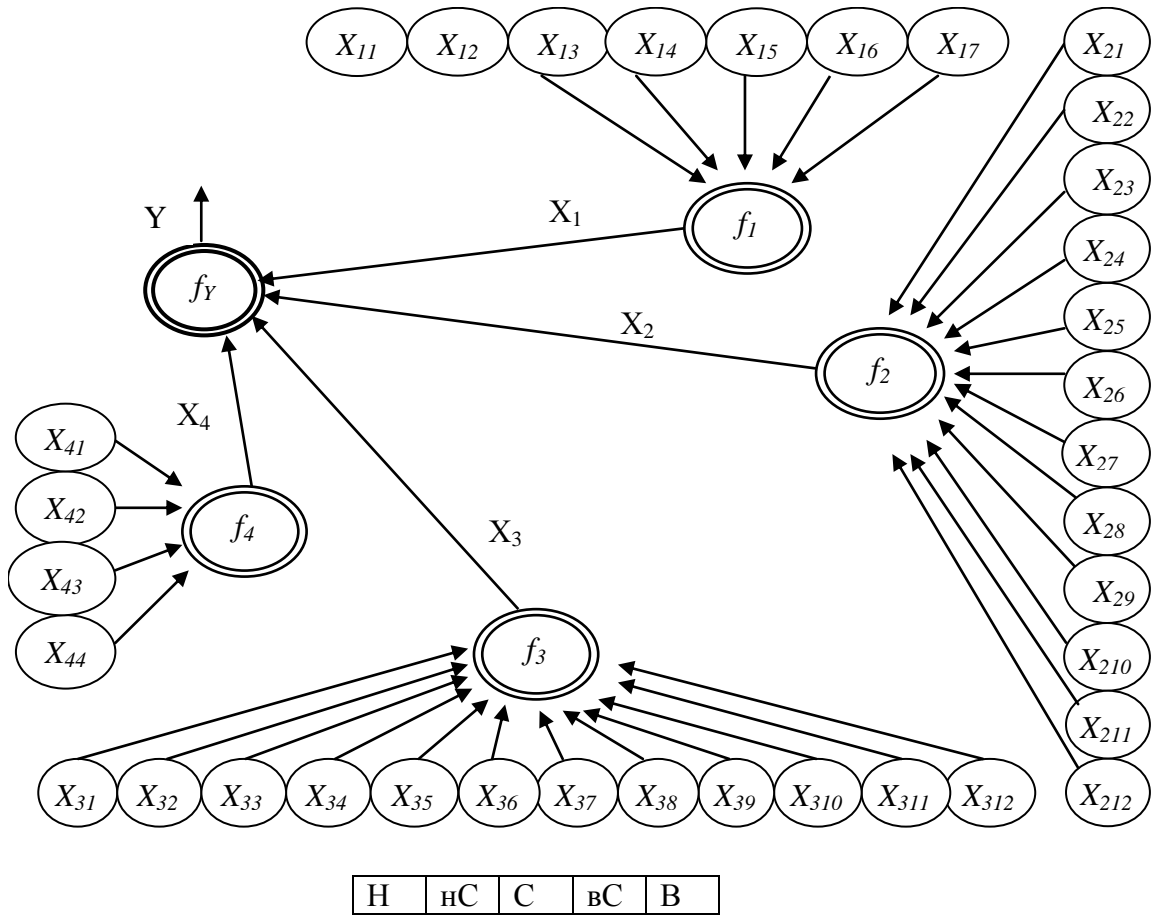 X11 X12 X13 X14 X15 X16 X17
X21
X22
X23
X24
X25
X26
X27
X28
X29
X210
X211
X212
f1
X1
Y
fY
X2
f2
X4
X41
X42
X43
X44
f4
X3
f3
X31 X32 X33 X34 X35 X36 X37 X38 X39 X310 X311 X312
Н нС С вС В